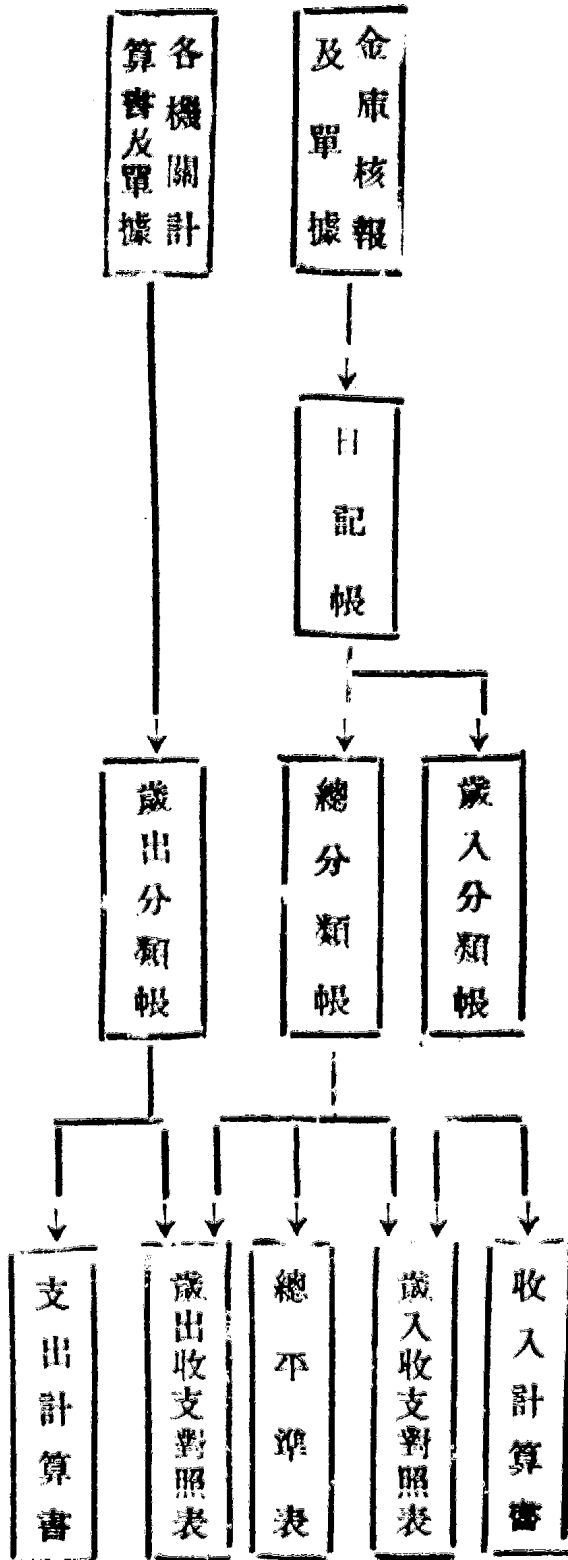 金庫核報
及單據
各機關計
算書及單據
日記帳
歲入分類帳
總分類帳
歲出分類帳
收入計算書
歲入收支對照表
總平準表
歲出收支對照表
支出計算書